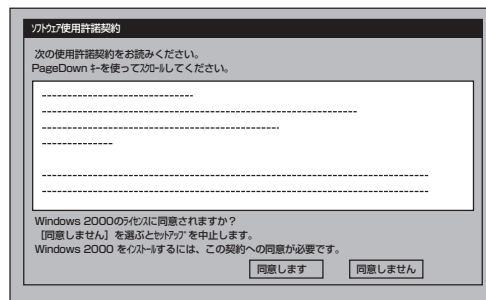 ソフトウェア使用許諾契約
次の使用許諾契約をお読みください。
PageDown キーを使ってスクロールしてください。
Windows 2000のライセンスに同意されますか？
［同意しません］を選ぶとセットアップを中止します。
Windows 2000 をインストールするには、この契約への同意が必要です。
同意します
同意しません